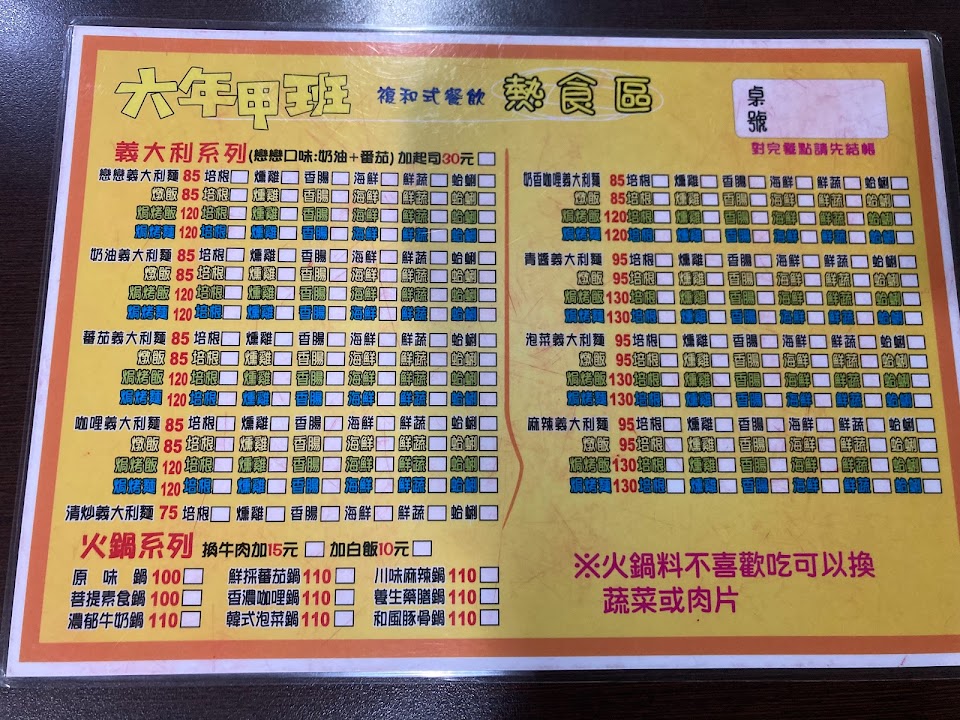 六年甲班 複和式餐飲 熱食區
桌號
對完餐點請先結帳
義大利系列(戀戀口味:奶油+番茄)加起司30元
戀戀義大利麵 85 培根 燻雞 香腸 海鮮 鮮蔬 蛤蜊
燉飯 85 培根 燻雞 香腸 海鮮 鮮蔬 蛤蜊
焗烤飯 120 培根 燻雞 香腸 海鮮 鮮蔬 蛤蜊
焗烤麵 120 培根 燻雞 香腸 海鮮 鮮蔬 蛤蜊
奶油義大利麵 85 培根 燻雞 香腸 海鮮 鮮蔬 蛤蜊
燉飯 85 培根 燻雞 香腸 海鮮 鮮蔬 蛤蜊
焗烤飯 120 培根 燻雞 香腸 海鮮 鮮蔬 蛤蜊
焗烤麵 120 培根 燻雞 香腸 海鮮 鮮蔬 蛤蜊
蕃茄義大利麵 85 培根 燻雞 香腸 海鮮 鮮蔬 蛤蜊
燉飯 85 培根 燻雞 香腸 海鮮 鮮蔬 蛤蜊
焗烤飯 120 培根 燻雞 香腸 海鮮 鮮蔬 蛤蜊
焗烤麵 120 培根 燻雞 香腸 海鮮 鮮蔬 蛤蜊
咖哩義大利麵 85 培根 燻雞 香腸 海鮮 鮮蔬 蛤蜊
燉飯 85 培根 燻雞 香腸 海鮮 鮮蔬 蛤蜊
焗烤飯 120 培根 燻雞 香腸 海鮮 鮮蔬 蛤蜊
焗烤麵 120 培根 燻雞 香腸 海鮮 鮮蔬 蛤蜊
清炒義大利麵 75 培根 燻雞 香腸 海鮮 鮮蔬 蛤蜊
奶香咖哩義大利麵 85 培根 燻雞 香腸 海鮮 鮮蔬 蛤蜊
燉飯 85 培根 燻雞 香腸 海鮮 鮮蔬 蛤蜊
焗烤飯 120 培根 燻雞 香腸 海鮮 鮮蔬 蛤蜊
焗烤麵 120 培根 燻雞 香腸 海鮮 鮮蔬 蛤蜊
青醬義大利麵 95 培根 燻雞 香腸 海鮮 鮮蔬 蛤蜊
燉飯 95 培根 燻雞 香腸 海鮮 鮮蔬 蛤蜊
焗烤飯 130 培根 燻雞 香腸 海鮮 鮮蔬 蛤蜊
焗烤麵 130 培根 燻雞 香腸 海鮮 鮮蔬 蛤蜊
泡菜義大利麵 95 培根 燻雞 香腸 海鮮 鮮蔬 蛤蜊
燉飯 95 培根 燻雞 香腸 海鮮 鮮蔬 蛤蜊
焗烤飯 130 培根 燻雞 香腸 海鮮 鮮蔬 蛤蜊
焗烤麵 130 培根 燻雞 香腸 海鮮 鮮蔬 蛤蜊
麻辣義大利麵 95 培根 燻雞 香腸 海鮮 鮮蔬 蛤蜊
燉飯 95 培根 燻雞 香腸 海鮮 鮮蔬 蛤蜊
焗烤飯 130 培根 燻雞 香腸 海鮮 鮮蔬 蛤蜊
焗烤麵 130 培根 燻雞 香腸 海鮮 鮮蔬 蛤蜊
火鍋系列 換牛肉加15元 加白飯10元
原味鍋 100 鮮採蕃茄鍋 110 川味麻辣鍋 110
菩提素食鍋 100 香濃咖哩鍋 110 養生藥膳鍋 110
濃郁牛奶鍋 110 韓式泡菜鍋 110 和風豚骨鍋 110
※火鍋料不喜歡吃可以換
蔬菜或肉片